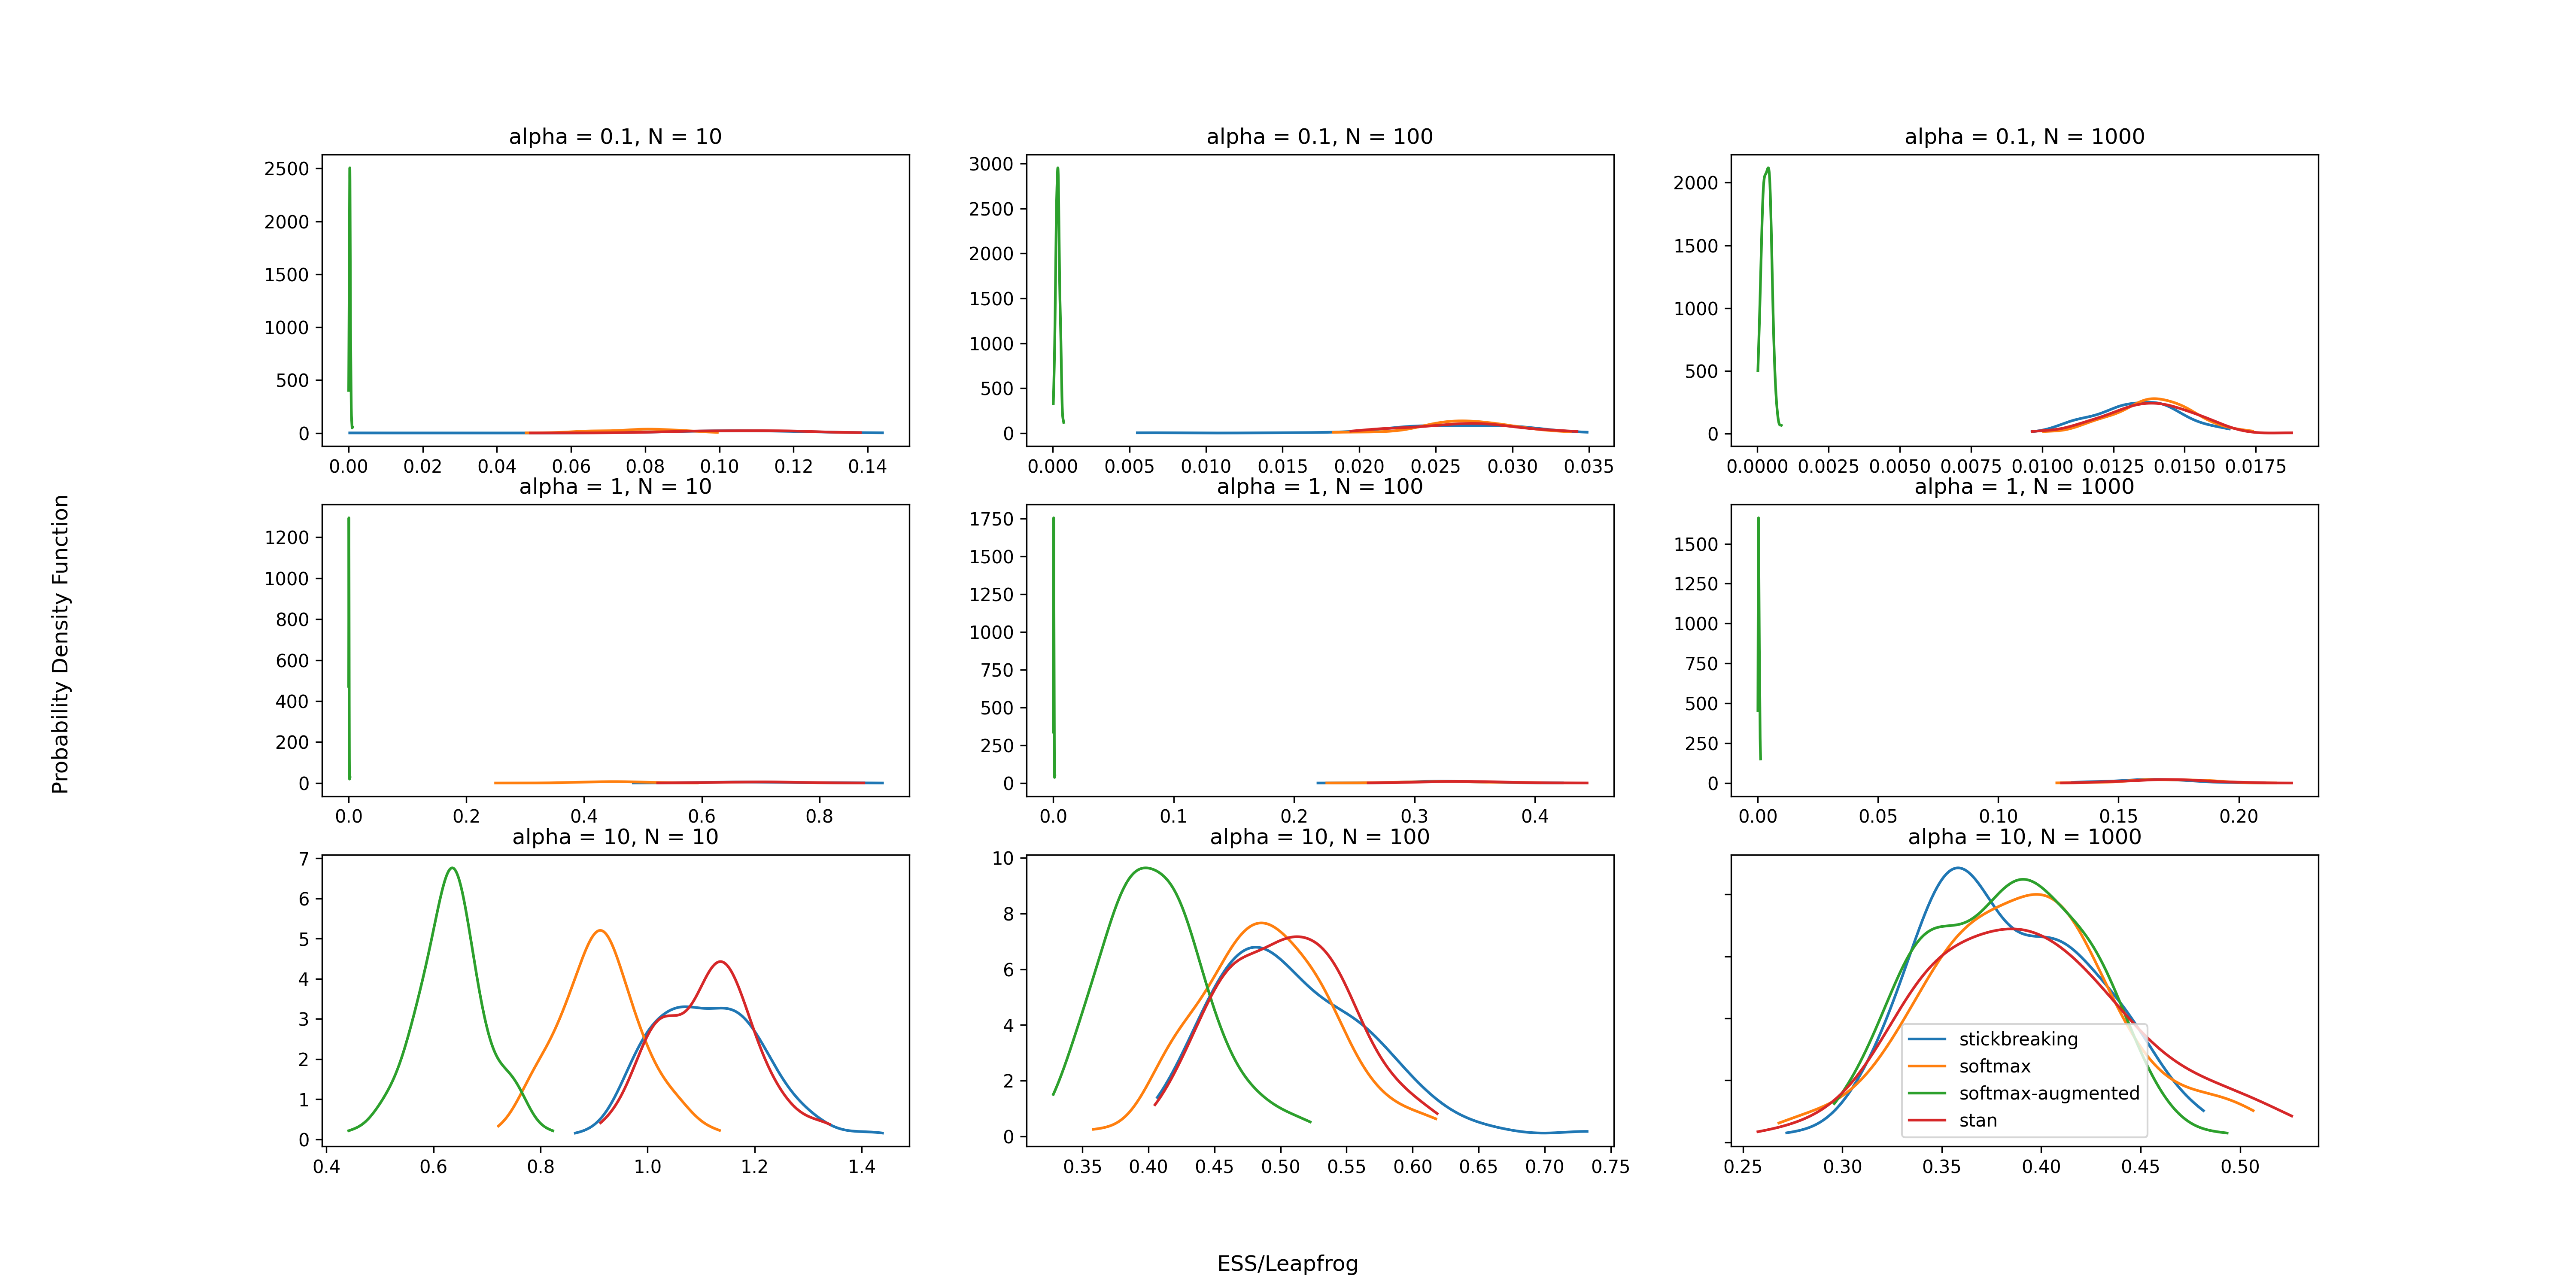 alpha = 0.1, N = 10
alpha = 0.1, N = 100
alpha = 0.1, N = 1000
2500
2000
1500
1000
500
0
0.00 0.02 0.04 0.06 0.08 0.10 0.12 0.14
3000
2500
2000
1500
1000
500
0
0.000 0.005 0.010 0.015 0.020 0.025 0.030 0.035
2000
1500
1000
500
0
0.0000 0.0025 0.0050 0.0075 0.0100 0.0125 0.0150 0.0175
alpha = 1, N = 10
alpha = 1, N = 100
alpha = 1, N = 1000
Probability Density Function
1200
1000
800
600
400
200
0
0.0 0.2 0.4 0.6 0.8
1750
1500
1250
1000
750
500
250
0
0.0 0.1 0.2 0.3 0.4
1500
1250
1000
750
500
250
0
0.00 0.05 0.10 0.15 0.20
alpha = 10, N = 10
alpha = 10, N = 100
alpha = 10, N = 1000
7
6
5
4
3
2
1
0
0.4 0.6 0.8 1.0 1.2 1.4
10
8
6
4
2
0
0.35 0.40 0.45 0.50 0.55 0.60 0.65 0.70 0.75
stickbreaking
softmax
softmax-augmented
stan
0.25 0.30 0.35 0.40 0.45 0.50
ESS/Leapfrog